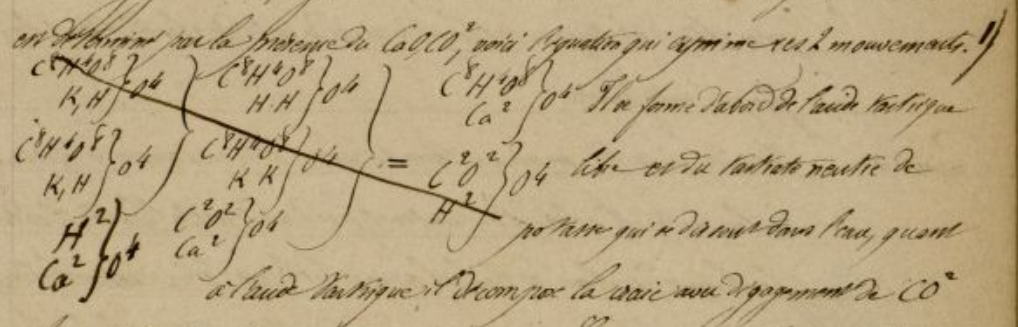 est déterminé par la présence du CaO,CO², voici l'équation qui exprime ces 2 mouvements. 1)
C⁸H⁴O⁸ } O4 ) C⁸H⁴O⁸ } O4 ) C⁸H⁴O⁸ } O4 Il se forme d'abord de l'acide tartrique
K,H H.H Ca²
C⁸H⁴O⁸ } O4 C⁸H⁴O⁸ } O4 = C²O² } O4 libre et du tartrate neutre de
K,H K K H²
H² } O4 C²O² } O4 potasse qui se dissout dans l'eau, quant
Ca² Ca²
à l'acide tartrique il décompose la craie avec dégagement de CO²